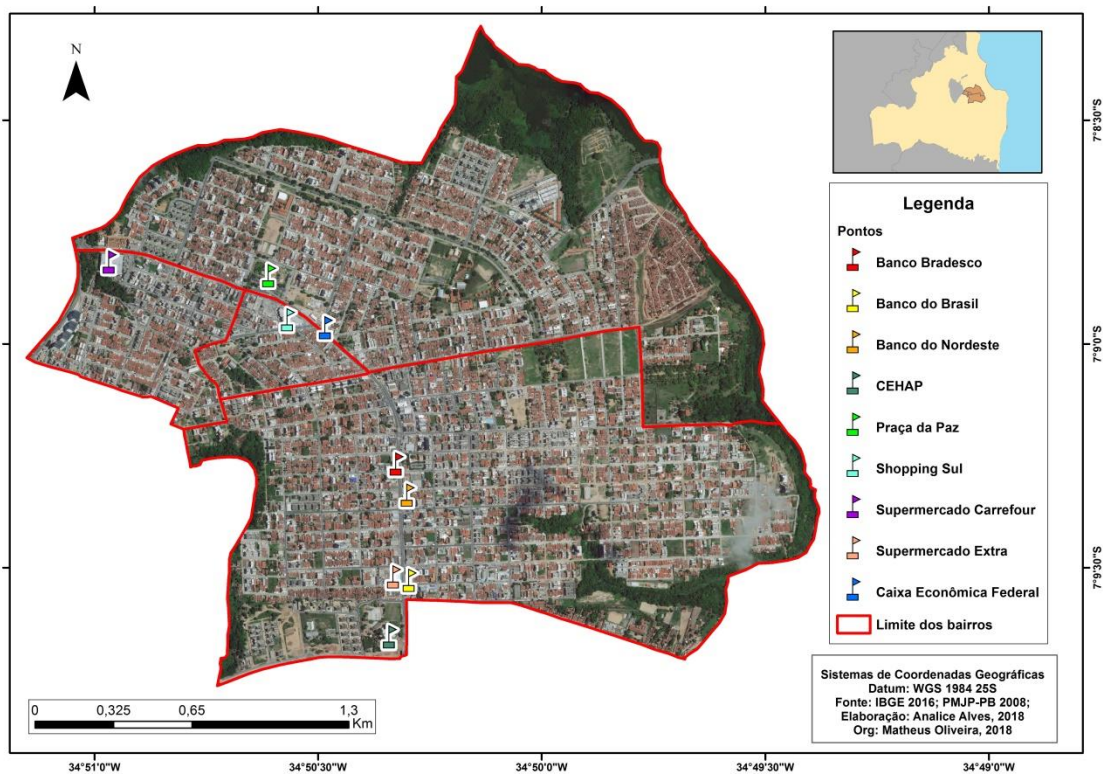 N
7°8'30"S
7°9'0"S
7°9'30"S
Legenda
Pontos
Banco Bradesco
Banco do Brasil
Banco do Nordeste
CEHAP
Praça da Paz
Shopping Sul
Supermercado Carrefour
Supermercado Extra
Caixa Econômica Federal
Limite dos bairros
Sistemas de Coordenadas Geográficas
Datum: WGS 1984 25S
Fonte: IBGE 2016; PMJP-PB 2008;
Elaboração: Analice Alves, 2018
Org: Matheus Oliveira, 2018
0 0,325 0,65 1,3
Km
34°51'0"W 34°50'30"W 34°50'0"W 34°49'30"W 34°49'0"W